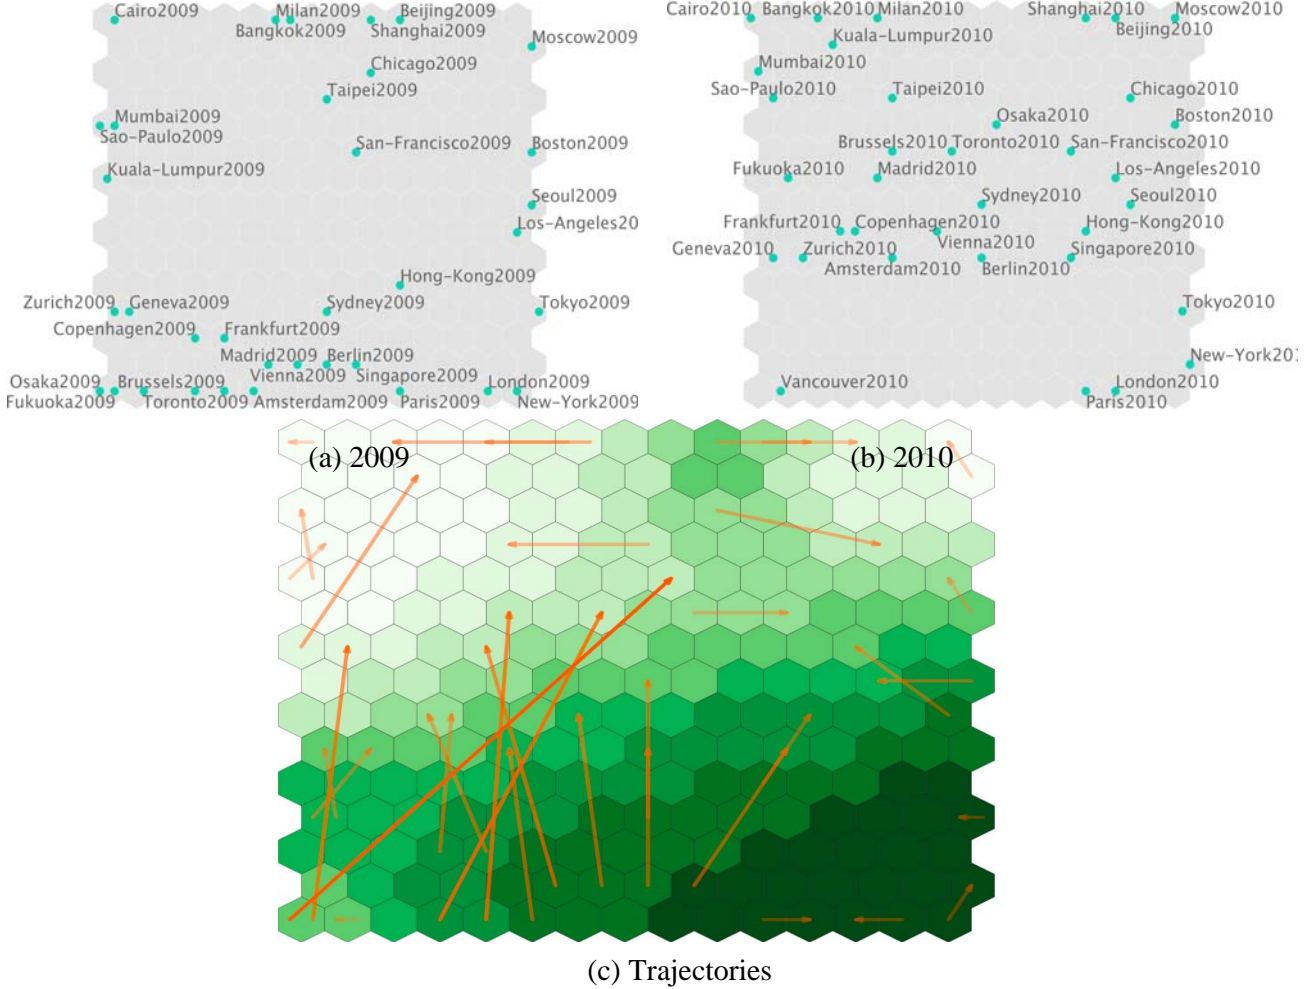 Cairo2009 Milan2009 Beijing2009
Bangkok2009 Shanghai2009
Moscow2009
Chicago2009
Taipei2009
Mumbai2009
Sao-Paulo2009
San-Francisco2009 Boston2009
Kuala-Lumpur2009
Seoul2009
Los-Angeles20
Hong-Kong2009
Zurich2009 Geneva2009 Sydney2009 Tokyo2009
Copenhagen2009 Frankfurt2009
Madrid2009 Berlin2009
Vienna2009 Singapore2009
Osaka2009 Brussels2009 London2009
Fukuoka2009 Toronto2009 Amsterdam2009 Paris2009 New-York2009
Cairo2010 Bangkok2010 Milan2010 Shanghai2010 Moscow2010
Beijing2010
Kuala-Lumpur2010
Mumbai2010
Sao-Paulo2010 Taipei2010 Chicago2010
Osaka2010 Boston2010
Brussels2010 Toronto2010 San-Francisco2010
Fukuoka2010 Madrid2010 Los-Angeles2010
Sydney2010 Seoul2010
Frankfurt2010 Copenhagen2010 Hong-Kong2010
Vienna2010
Geneva2010 Zurich2010 Singapore2010
Amsterdam2010 Berlin2010
Tokyo2010
New-York201
Vancouver2010 London2010
Paris2010
(a) 2009 (b) 2010
(c) Trajectories